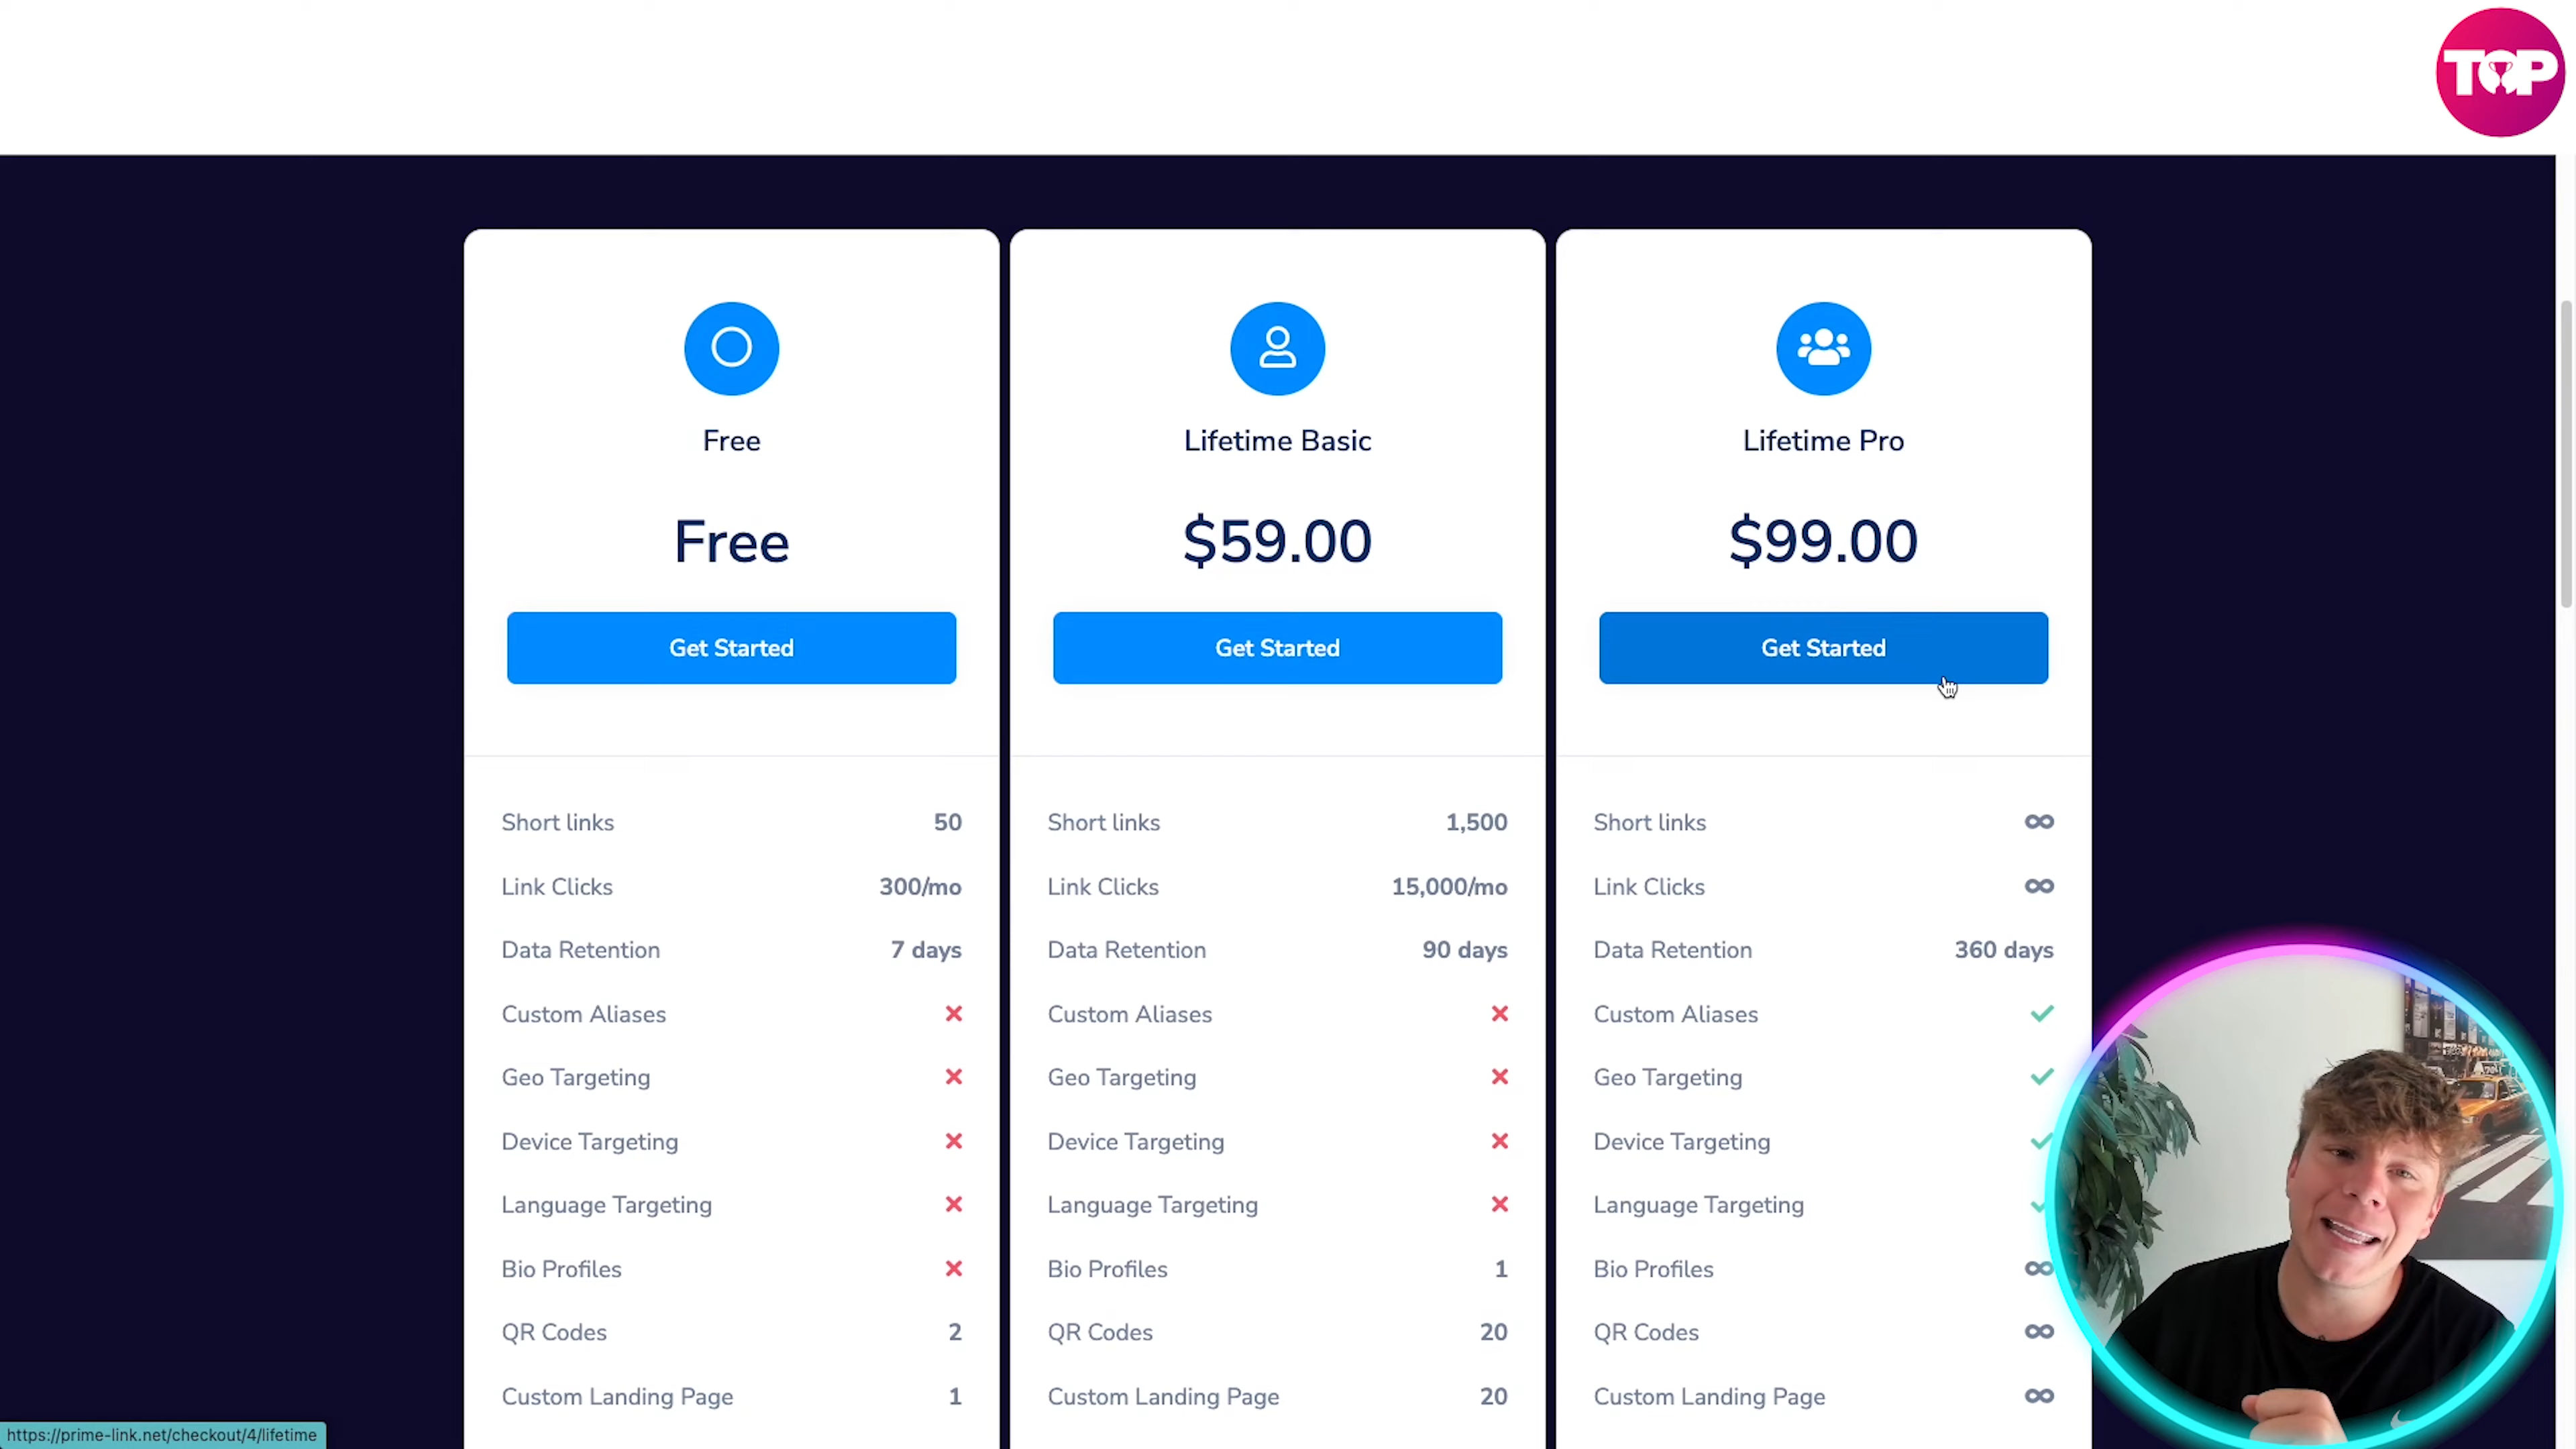 TOP
Free
Free
Get Started
Short links 50
Link Clicks 300/mo
Data Retention 7 days
Custom Aliases
Geo Targeting
Device Targeting
Language Targeting
Bio Profiles
QR Codes 2
Custom Landing Page 1
Lifetime Basic
$59.00
Get Started
Short links 1,500
Link Clicks 15,000/mo
Data Retention 90 days
Custom Aliases
Geo Targeting
Device Targeting
Language Targeting
Bio Profiles 1
QR Codes 20
Custom Landing Page 20
Lifetime Pro
$99.00
Get Started
Short links ∞
Link Clicks ∞
Data Retention 360 days
Custom Aliases
Geo Targeting
Device Targeting
Language Targeting
Bio Profiles ∞
QR Codes ∞
Custom Landing Page ∞
https://prime-link.net/checkout/4/lifetime